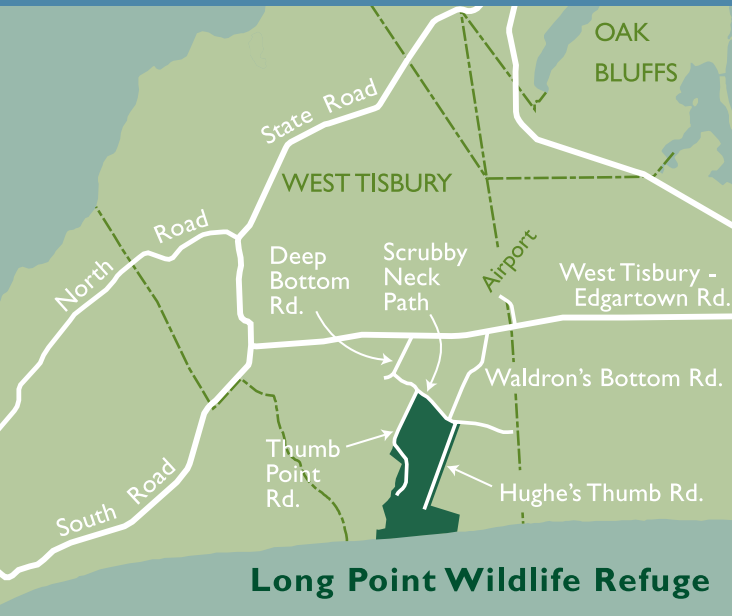 OAK
BLUFFS
State Road
WEST TISBURY
North Road
Deep
Bottom
Rd.
Scrubby
Neck
Path
Airport
West Tisbury -
Edgartown Rd.
Waldron's Bottom Rd.
Thumb
Point
Rd.
Hughe's Thumb Rd.
South Road
Long Point Wildlife Refuge